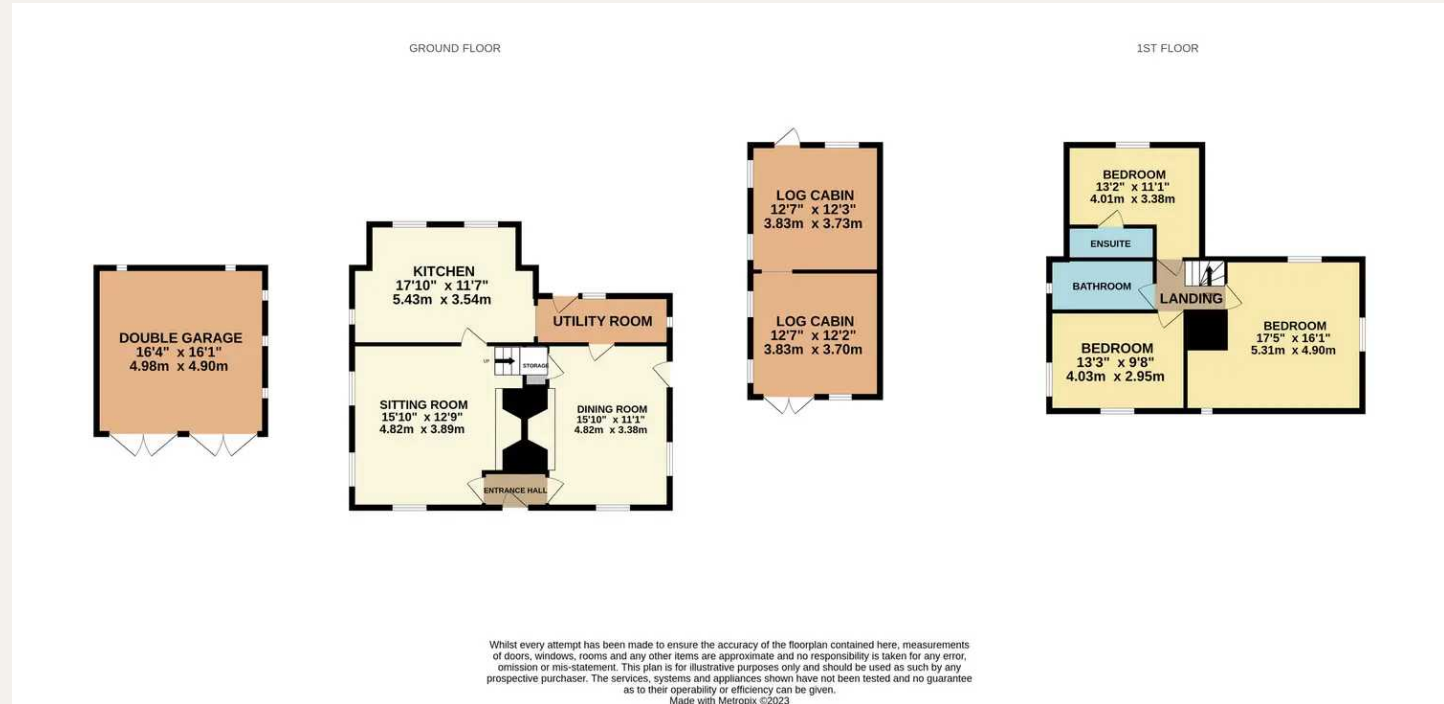 GROUND FLOOR
1ST FLOOR
DOUBLE GARAGE
16'4" x 16'1"
4.98m x 4.90m
KITCHEN
17'10" x 11'7"
5.43m x 3.54m
UTILITY ROOM
UP
STORAGE
SITTING ROOM
15'10" x 12'9"
4.82m x 3.89m
DINING ROOM
15'10" x 11'1"
4.82m x 3.38m
ENTRANCE HALL
LOG CABIN
12'7" x 12'3"
3.83m x 3.73m
LOG CABIN
12'7" x 12'2"
3.83m x 3.70m
BEDROOM
13'2" x 11'1"
4.01m x 3.38m
ENSUITE
BATHROOM
LANDING
BEDROOM
13'3" x 9'8"
4.03m x 2.95m
BEDROOM
17'5" x 16'1"
5.31m x 4.90m
Whilst every attempt has been made to ensure the accuracy of the floorplan contained here, measurements
of doors, windows, rooms and any other items are approximate and no responsibility is taken for any error,
omission or mis-statement. This plan is for illustrative purposes only and should be used as such by any
prospective purchaser. The services, systems and appliances shown have not been tested and no guarantee
as to their operability or efficiency can be given.
Made with Metropix ©2023